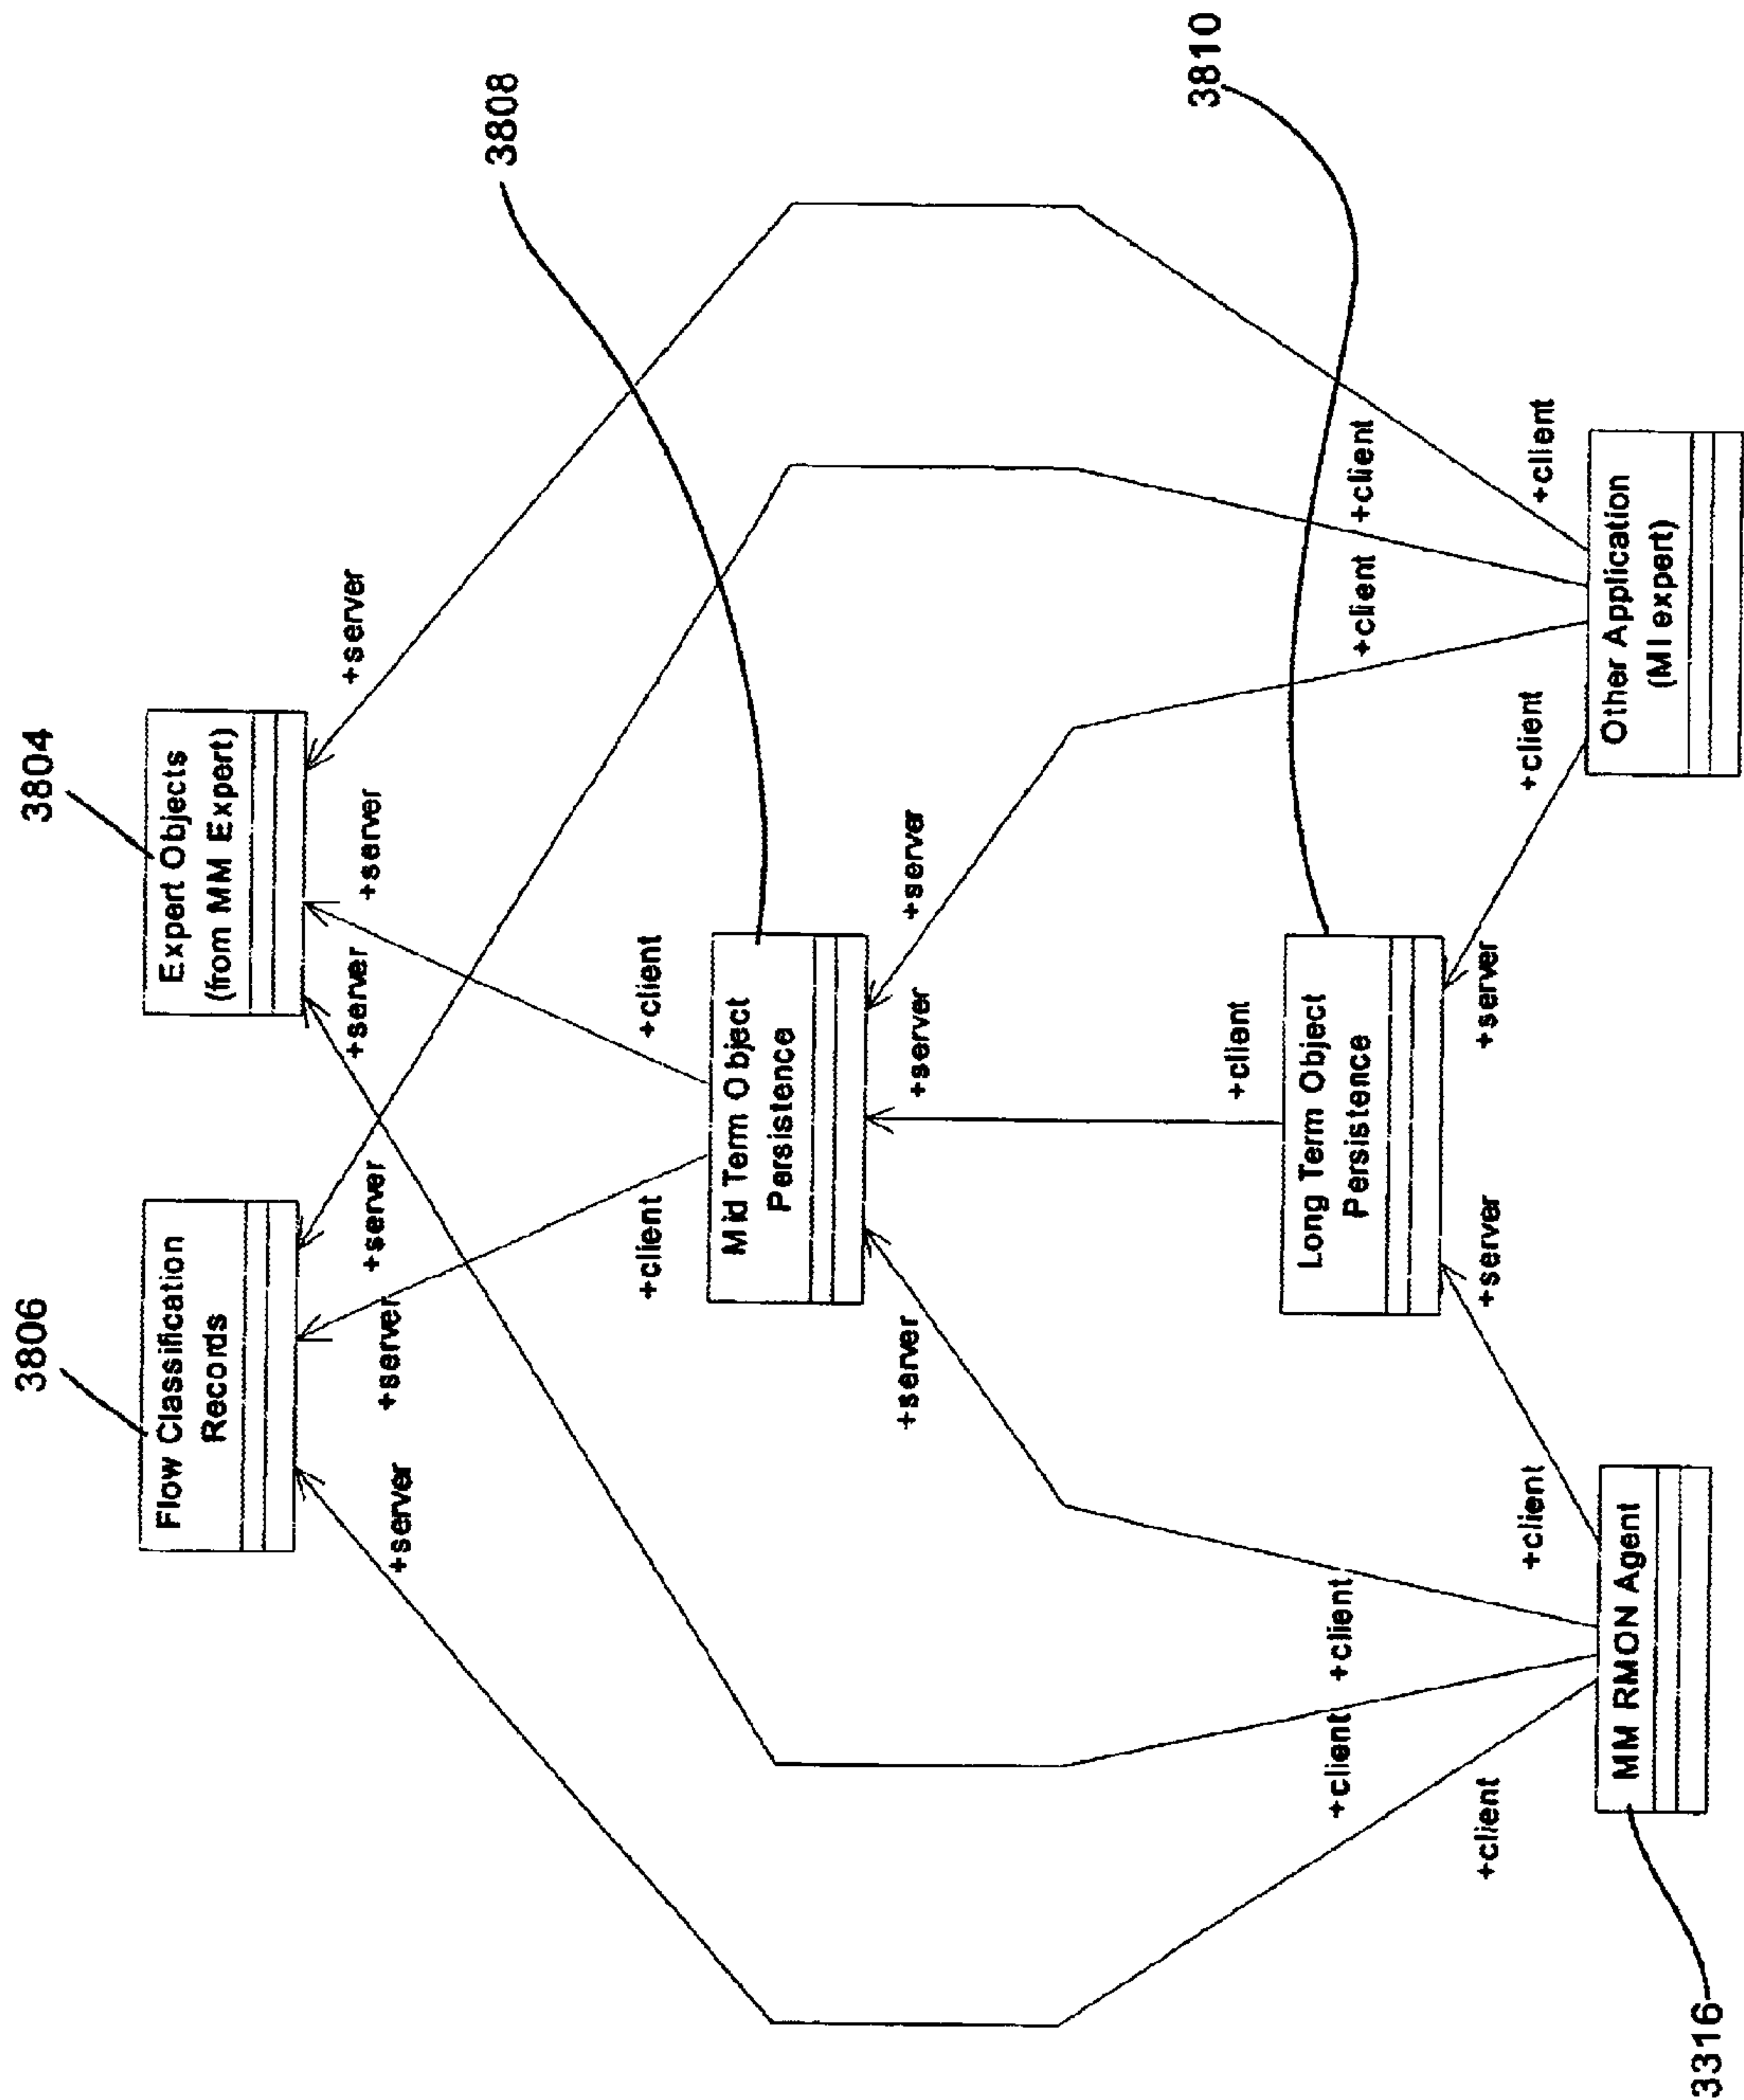 3806
3804
Flow Classification
Records
Expert Objects
(from MM Expert)
+server
+server
+server
+server
+server
+server
3808
+client
+client
Mid Term Object
Persistence
+server
+server
+server
3810
+client
Long Term Object
Persistence
+client
+client
+client
+client
+server
+server
+client
+client
+client
+client
MM RMON Agent
Other Application
(MI expert)
3316